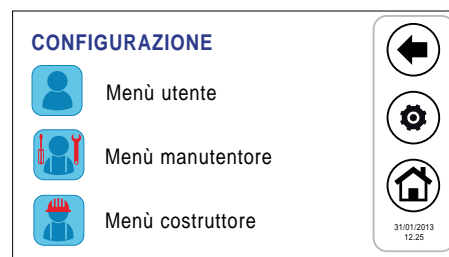 CONFIGURAZIONE
Menù utente
Menù manutentore
Menù costruttore
31/01/2013
12.25